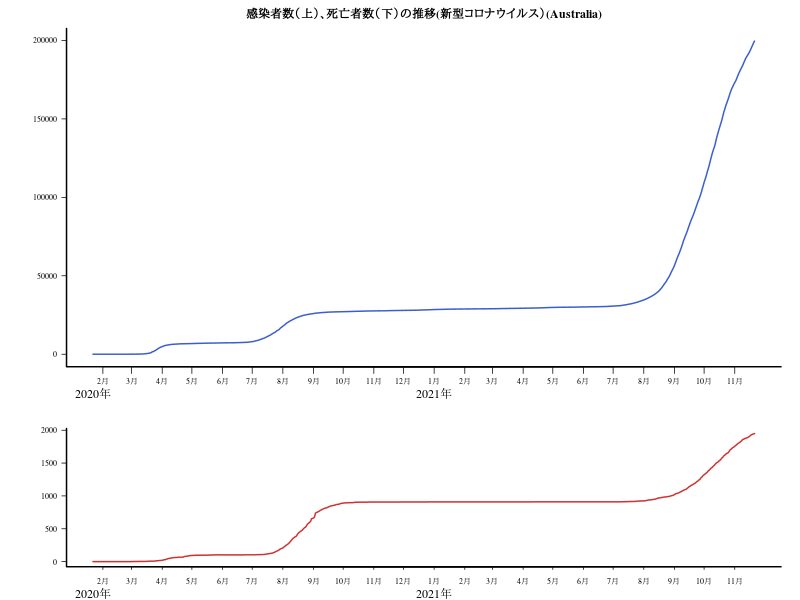 感染者数(上)、死亡者数(下)の推移(新型コロナウイルス)(Australia)
200000
150000
100000
50000
0
2月 3月 4月 5月 6月 7月 8月 9月 10月 11月 12月 1月 2月 3月 4月 5月 6月 7月 8月 9月 10月 11月
2020年 2021年
2000
1500
1000
500
0
2月 3月 4月 5月 6月 7月 8月 9月 10月 11月 12月 1月 2月 3月 4月 5月 6月 7月 8月 9月 10月 11月
2020年 2021年